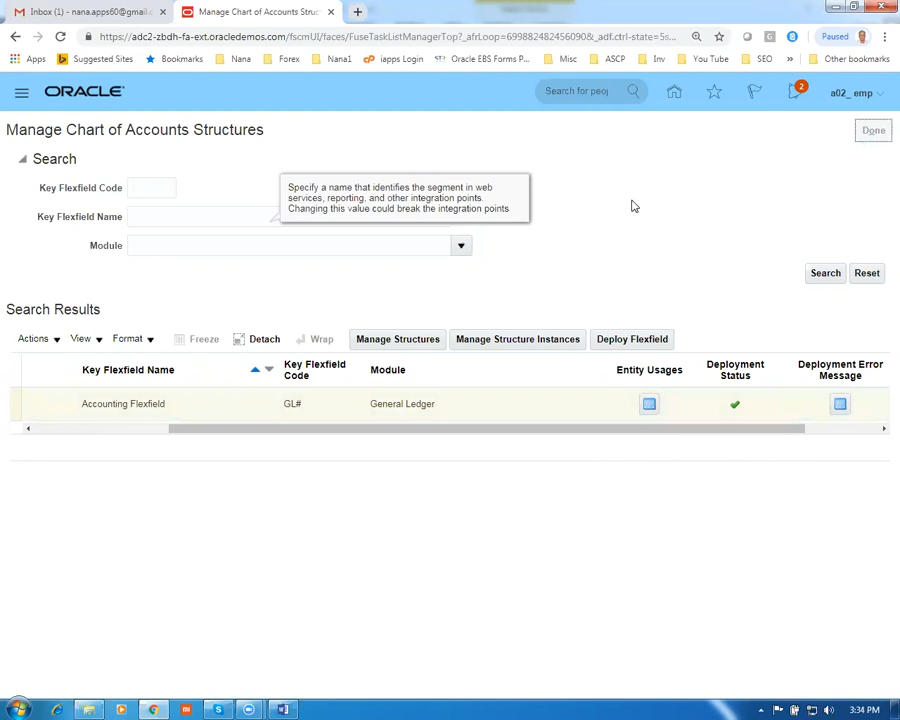 Inbox (1) - nana.apps60@gmail.c
Manage Chart of Accounts Struc
https://adc2-zbdh-fa-ext.oracledemos.com/fscmUI/faces/FuseTaskListManagerTop?_afrLoop=699882482456090&_adf.ctrl-state=5s...
Paused
Apps
Suggested Sites
Bookmarks
Nana
Forex
Nana1
iapps Login
Oracle EBS Forms P...
Misc
ASCP
Inv
You Tube
SEO
»
Other bookmarks
ORACLE
Search for peoj
2
a02_ emp
Manage Chart of Accounts Structures
Done
Search
Key Flexfield Code
Key Flexfield Name
Module
Specify a name that identifies the segment in web
services, reporting, and other integration points.
Changing this value could break the integration points
Search
Reset
Search Results
Actions
View
Format
Freeze
Detach
Wrap
Manage Structures
Manage Structure Instances
Deploy Flexfield
Key Flexfield Name
Key Flexfield
Code
Module
Entity Usages
Deployment
Status
Deployment Error
Message
Accounting Flexfield
GL#
General Ledger
3:34 PM